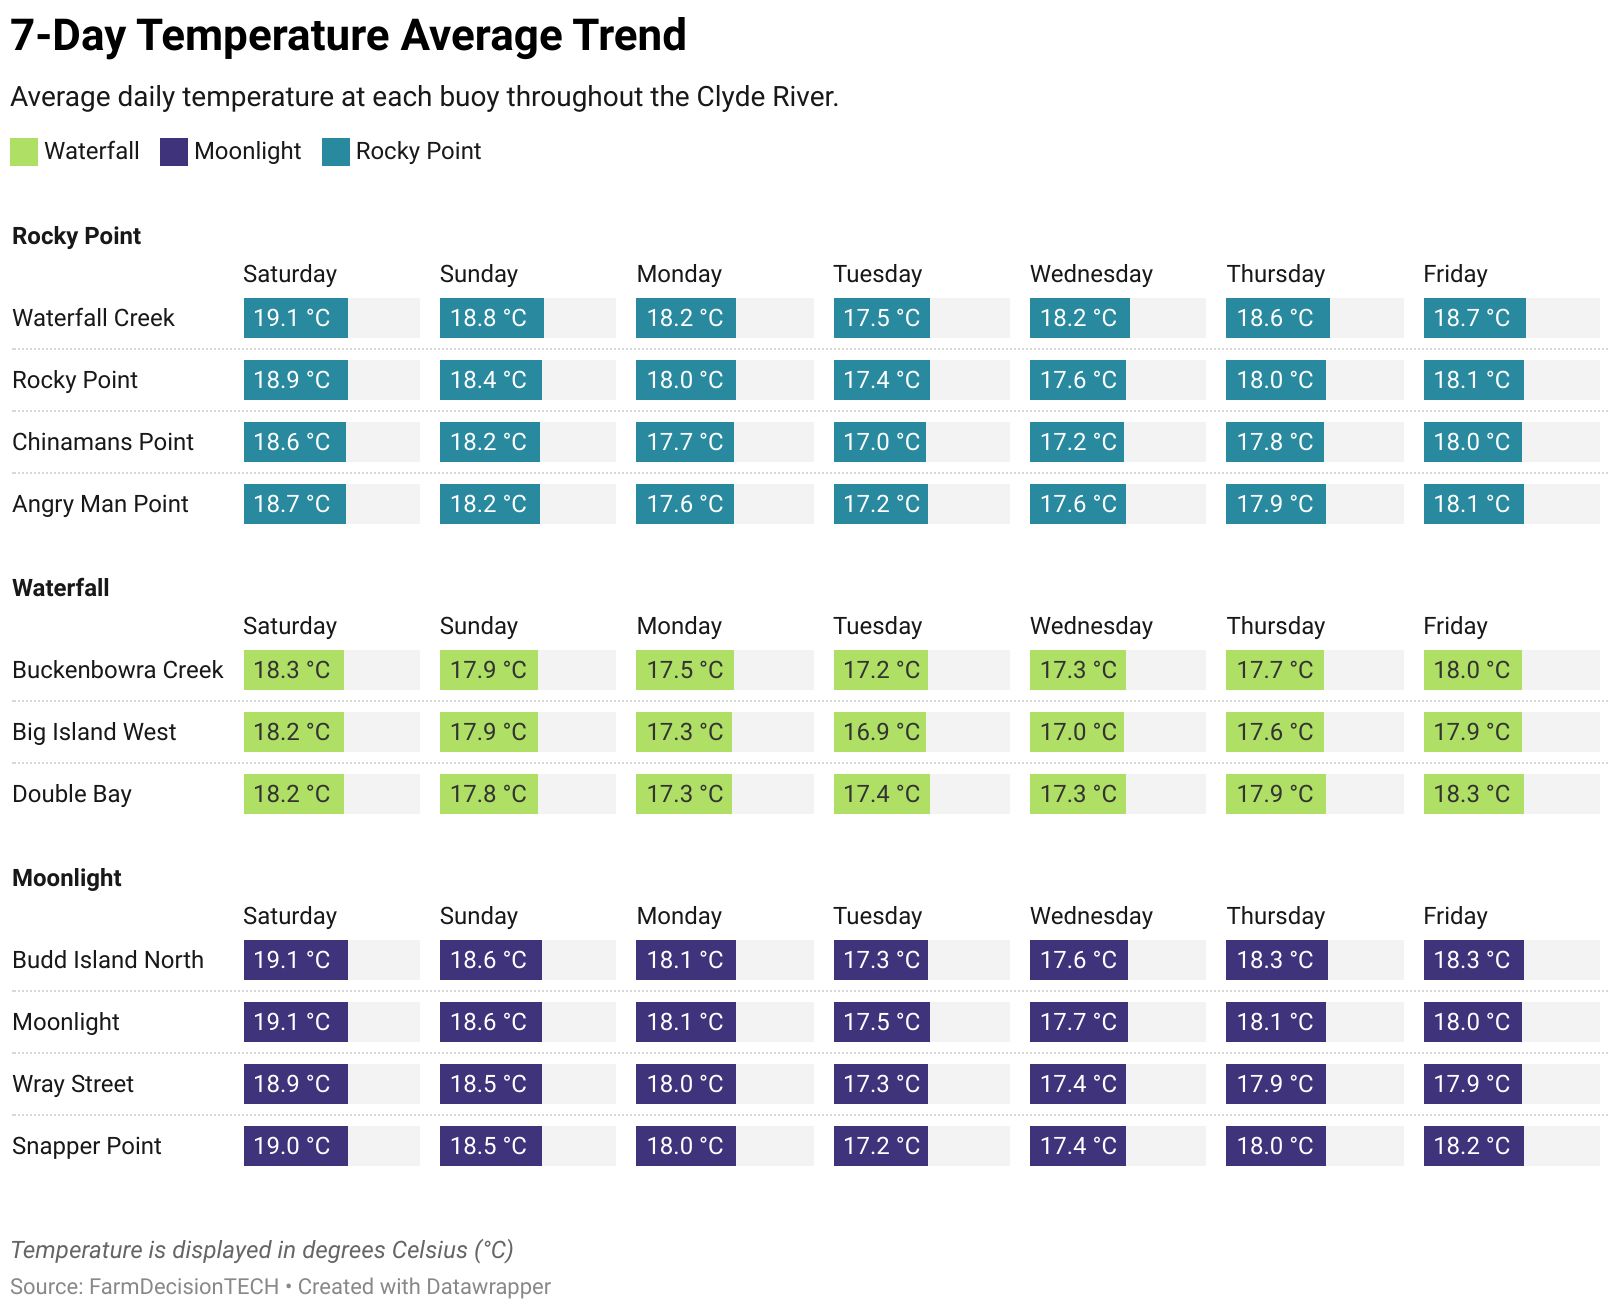 7-Day Temperature Average Trend
Average daily temperature at each buoy throughout the Clyde River.
Waterfall Moonlight Rocky Point
Rocky Point
Saturday Sunday Monday Tuesday Wednesday Thursday Friday
Waterfall Creek 19.1 °C 18.8 °C 18.2 °C 17.5 °C 18.2 °C 18.6 °C 18.7 °C
Rocky Point 18.9 °C 18.4 °C 18.0 °C 17.4 °C 17.6 °C 18.0 °C 18.1 °C
Chinamans Point 18.6 °C 18.2 °C 17.7 °C 17.0 °C 17.2 °C 17.8 °C 18.0 °C
Angry Man Point 18.7 °C 18.2 °C 17.6 °C 17.2 °C 17.6 °C 17.9 °C 18.1 °C
Waterfall
Saturday Sunday Monday Tuesday Wednesday Thursday Friday
Buckenbowra Creek 18.3 °C 17.9 °C 17.5 °C 17.2 °C 17.3 °C 17.7 °C 18.0 °C
Big Island West 18.2 °C 17.9 °C 17.3 °C 16.9 °C 17.0 °C 17.6 °C 17.9 °C
Double Bay 18.2 °C 17.8 °C 17.3 °C 17.4 °C 17.3 °C 17.9 °C 18.3 °C
Moonlight
Saturday Sunday Monday Tuesday Wednesday Thursday Friday
Budd Island North 19.1 °C 18.6 °C 18.1 °C 17.3 °C 17.6 °C 18.3 °C 18.3 °C
Moonlight 19.1 °C 18.6 °C 18.1 °C 17.5 °C 17.7 °C 18.1 °C 18.0 °C
Wray Street 18.9 °C 18.5 °C 18.0 °C 17.3 °C 17.4 °C 17.9 °C 17.9 °C
Snapper Point 19.0 °C 18.5 °C 18.0 °C 17.2 °C 17.4 °C 18.0 °C 18.2 °C
Temperature is displayed in degrees Celsius (°C)
Source: FarmDecisionTECH • Created with Datawrapper